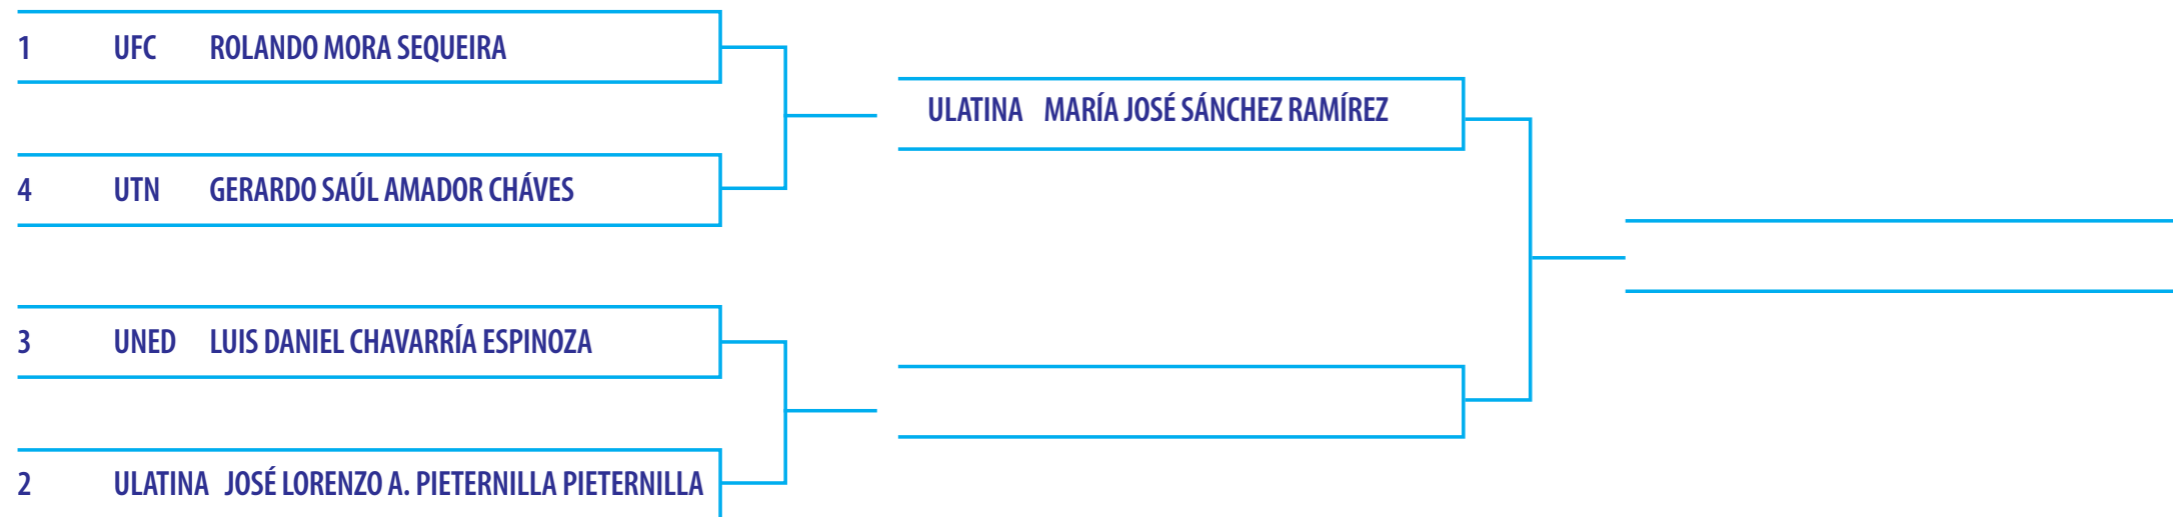 1 UFC ROLANDO MORA SEQUEIRA
ULATINA MARÍA JOSÉ SÁNCHEZ RAMÍREZ
4 UTN GERARDO SAÚL AMADOR CHÁVES
3 UNED LUIS DANIEL CHAVARRÍA ESPINOZA
2 ULATINA JOSÉ LORENZO A. PIETERNILLA PIETERNILLA